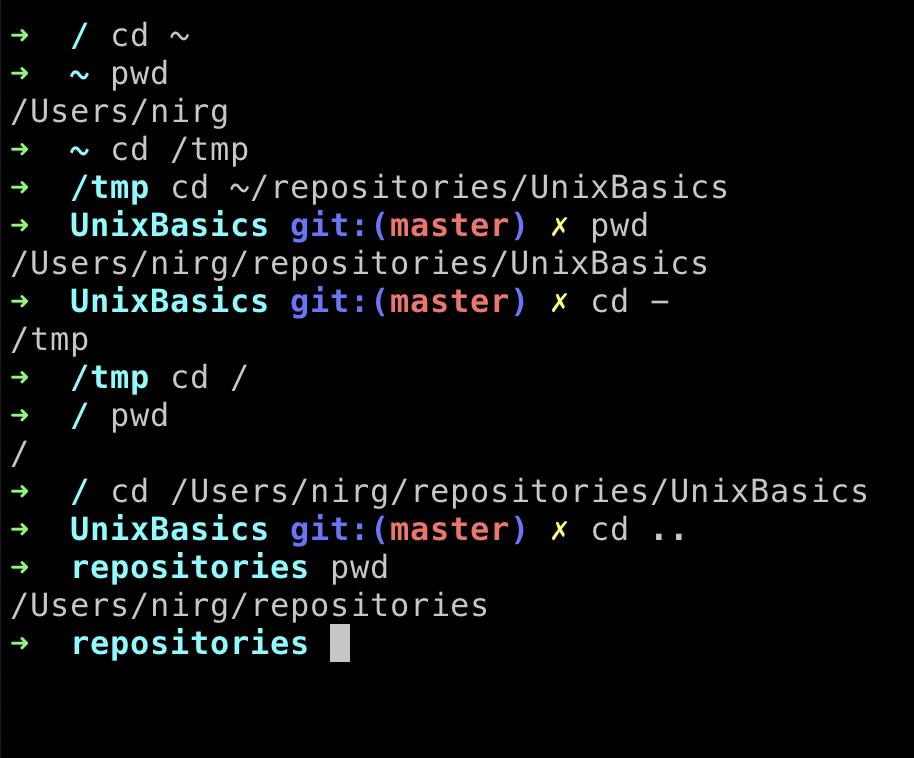 ➜  / cd ~
➜  ~ pwd
/Users/nirg
➜  ~ cd /tmp
➜  /tmp cd ~/repositories/UnixBasics
➜  UnixBasics git:(master) ✗ pwd
/Users/nirg/repositories/UnixBasics
➜  UnixBasics git:(master) ✗ cd -
/tmp
➜  /tmp cd /
➜  / pwd
/
➜  / cd /Users/nirg/repositories/UnixBasics
➜  UnixBasics git:(master) ✗ cd ..
➜  repositories pwd
/Users/nirg/repositories
➜  repositories